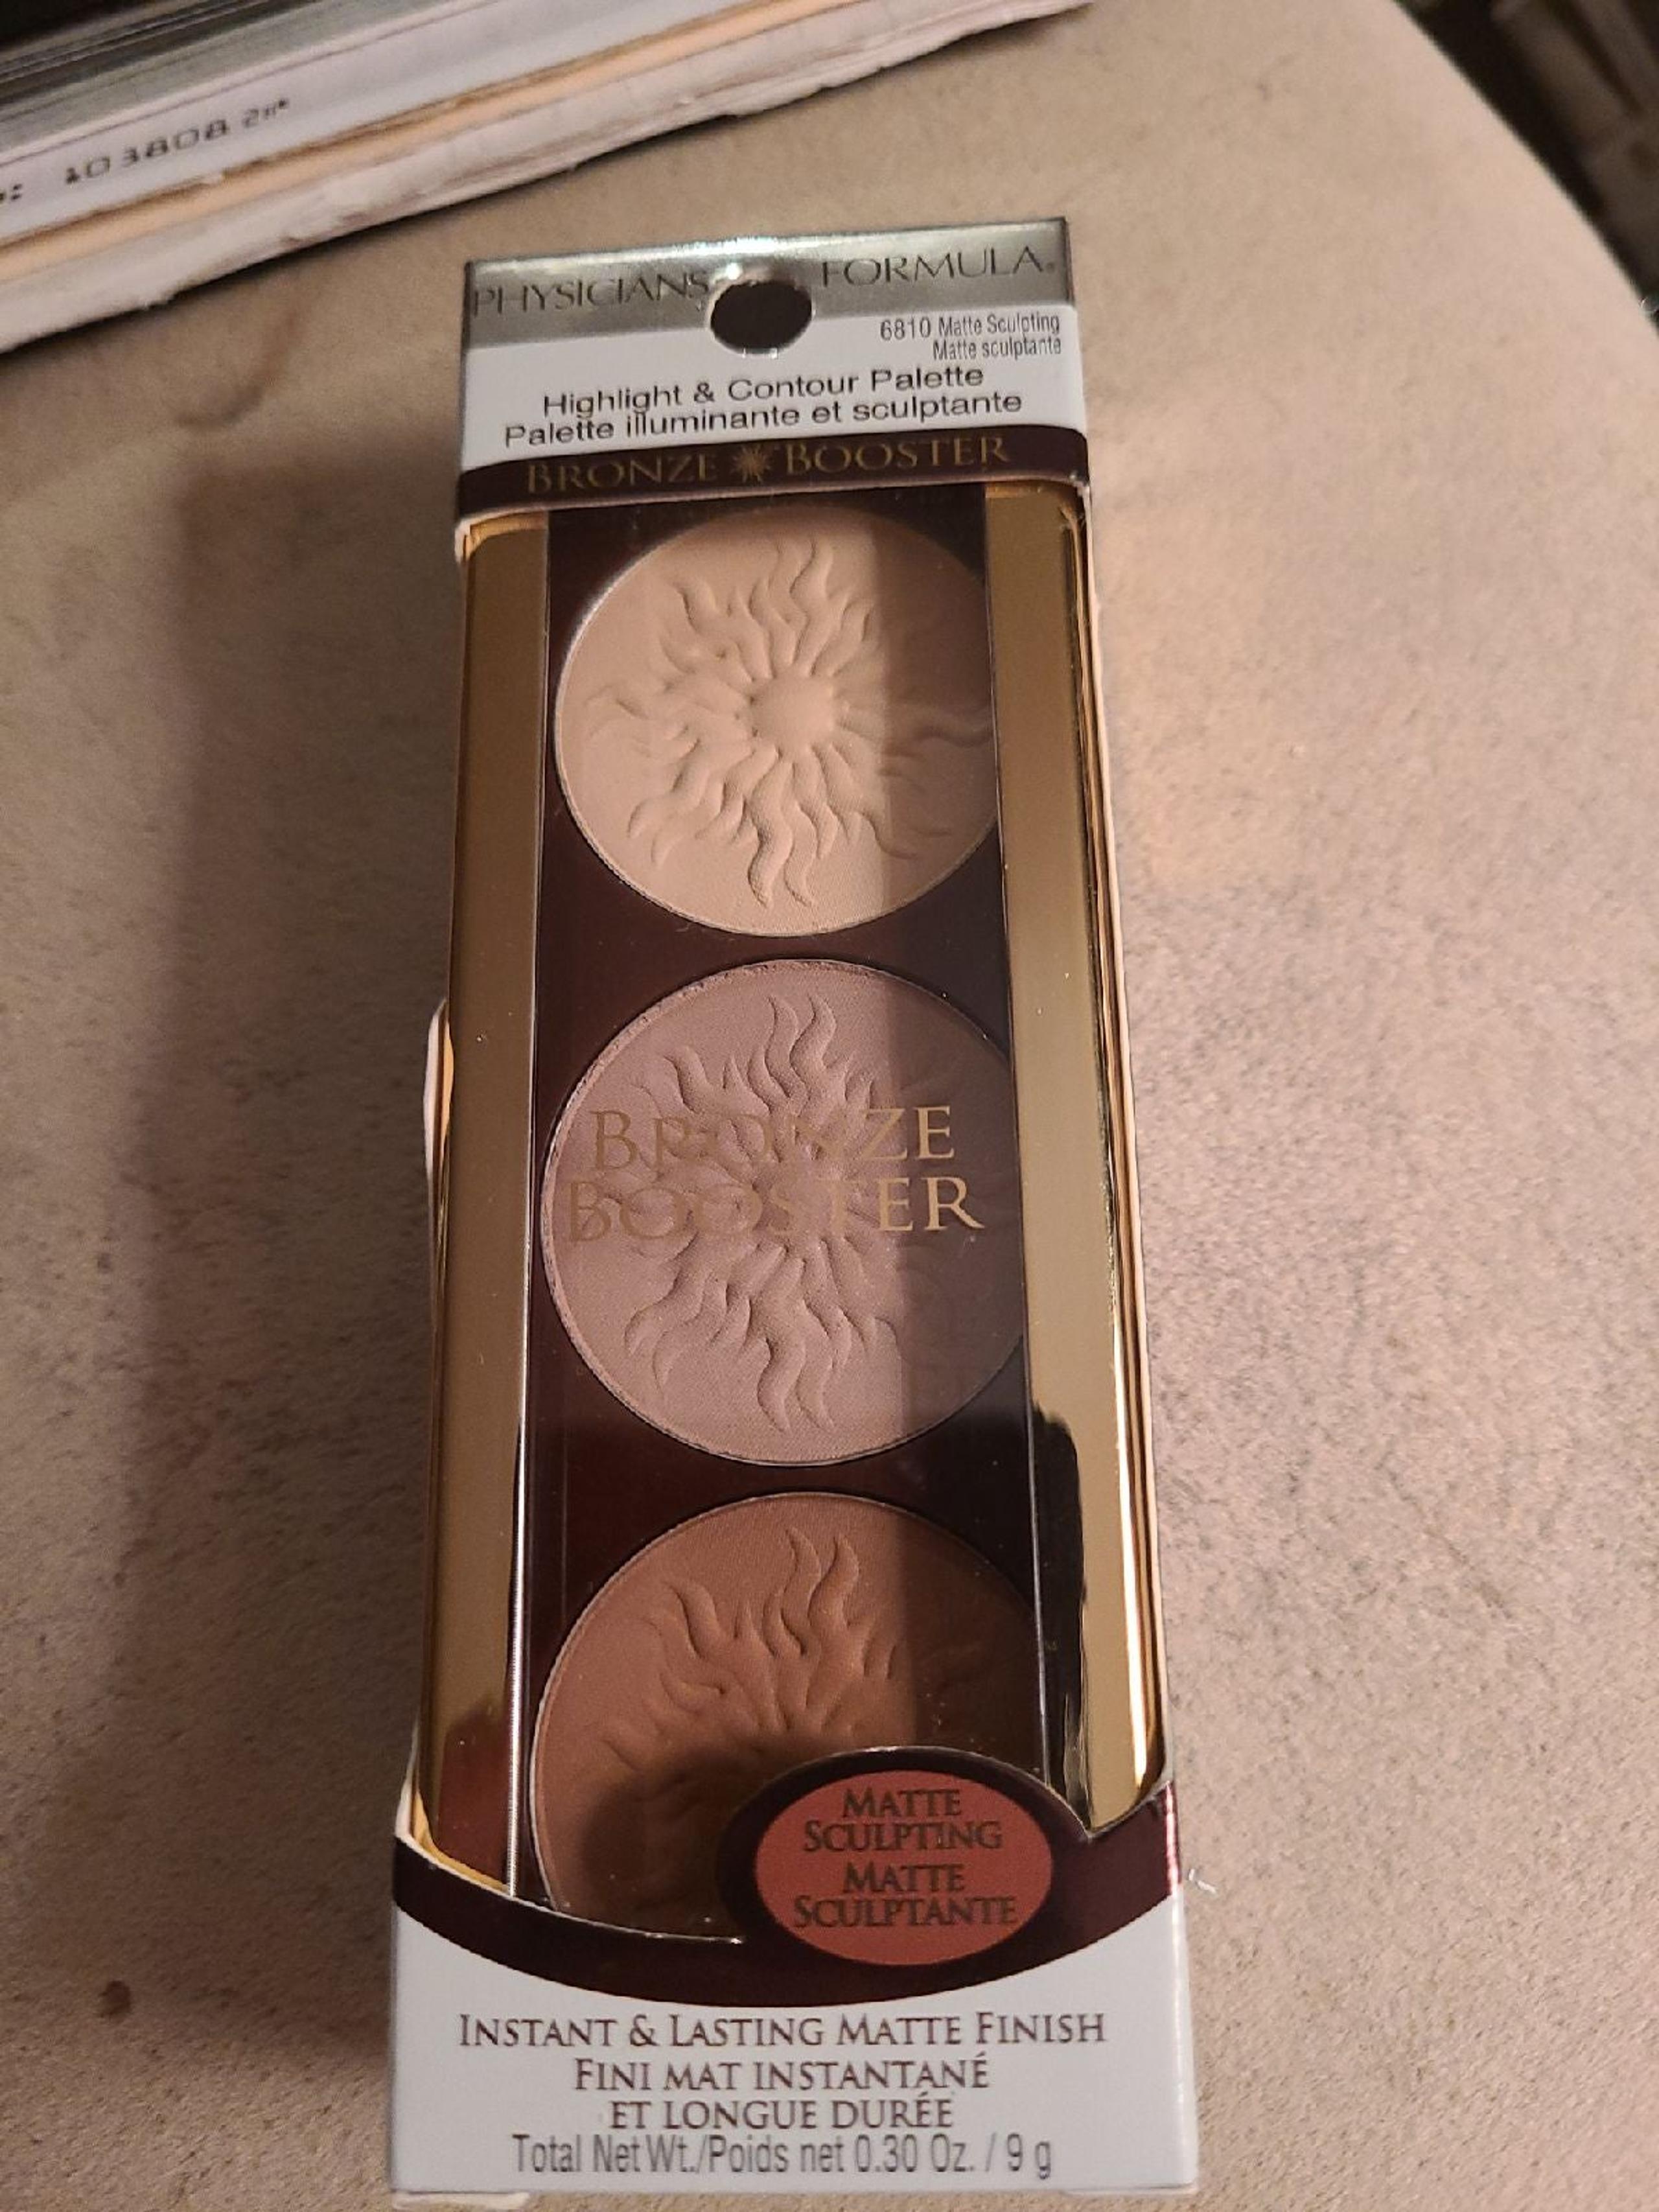 103808
PHYSICIANS FORMULA®
6810 Matte Sculpting
Matte sculptante
Highlight & Contour Palette
Palette illuminante et sculptante
BRONZE BOOSTER
BRONZE
BOOSTER
MATTE
SCULPTING
MATTE
SCULPTANTE
INSTANT & LASTING MATTE FINISH
FINI MAT INSTANTANÉ
ET LONGUE DURÉE
Total Net Wt./Poids net 0.30 Oz. / 9 g